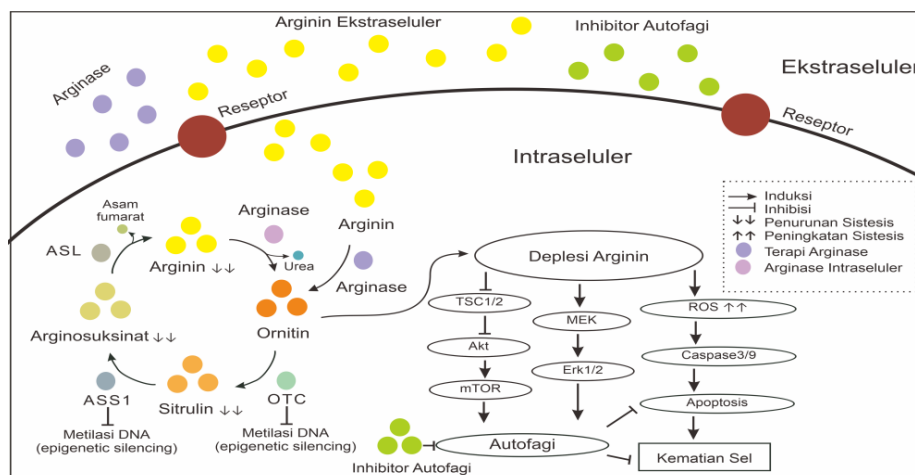 Arginin Ekstraseluler
Inhibitor Autofagi
Ekstraseluler
Arginase
Reseptor
Reseptor
Intraseluler
Induksi
Inhibisi
↓↓ Penurunan Sistesis
↑↑ Peningkatan Sistesis
Terapi Arginase
Arginase Intraseluler
Asam
fumarat
ASL
Arginin ↓↓
Arginase
Urea
Arginin
Arginase
Ornitin
Arginosuksinat ↓↓
ASS1
Sitrulin ↓↓
OTC
Metilasi DNA
(epigenetic silencing)
Metilasi DNA
(epigenetic silencing)
Deplesi Arginin
TSC1/2
Akt
mTOR
MEK
Erk1/2
ROS ↑↑
Caspase3/9
Apoptosis
Autofagi
Kematian Sel
Inhibitor Autofagi